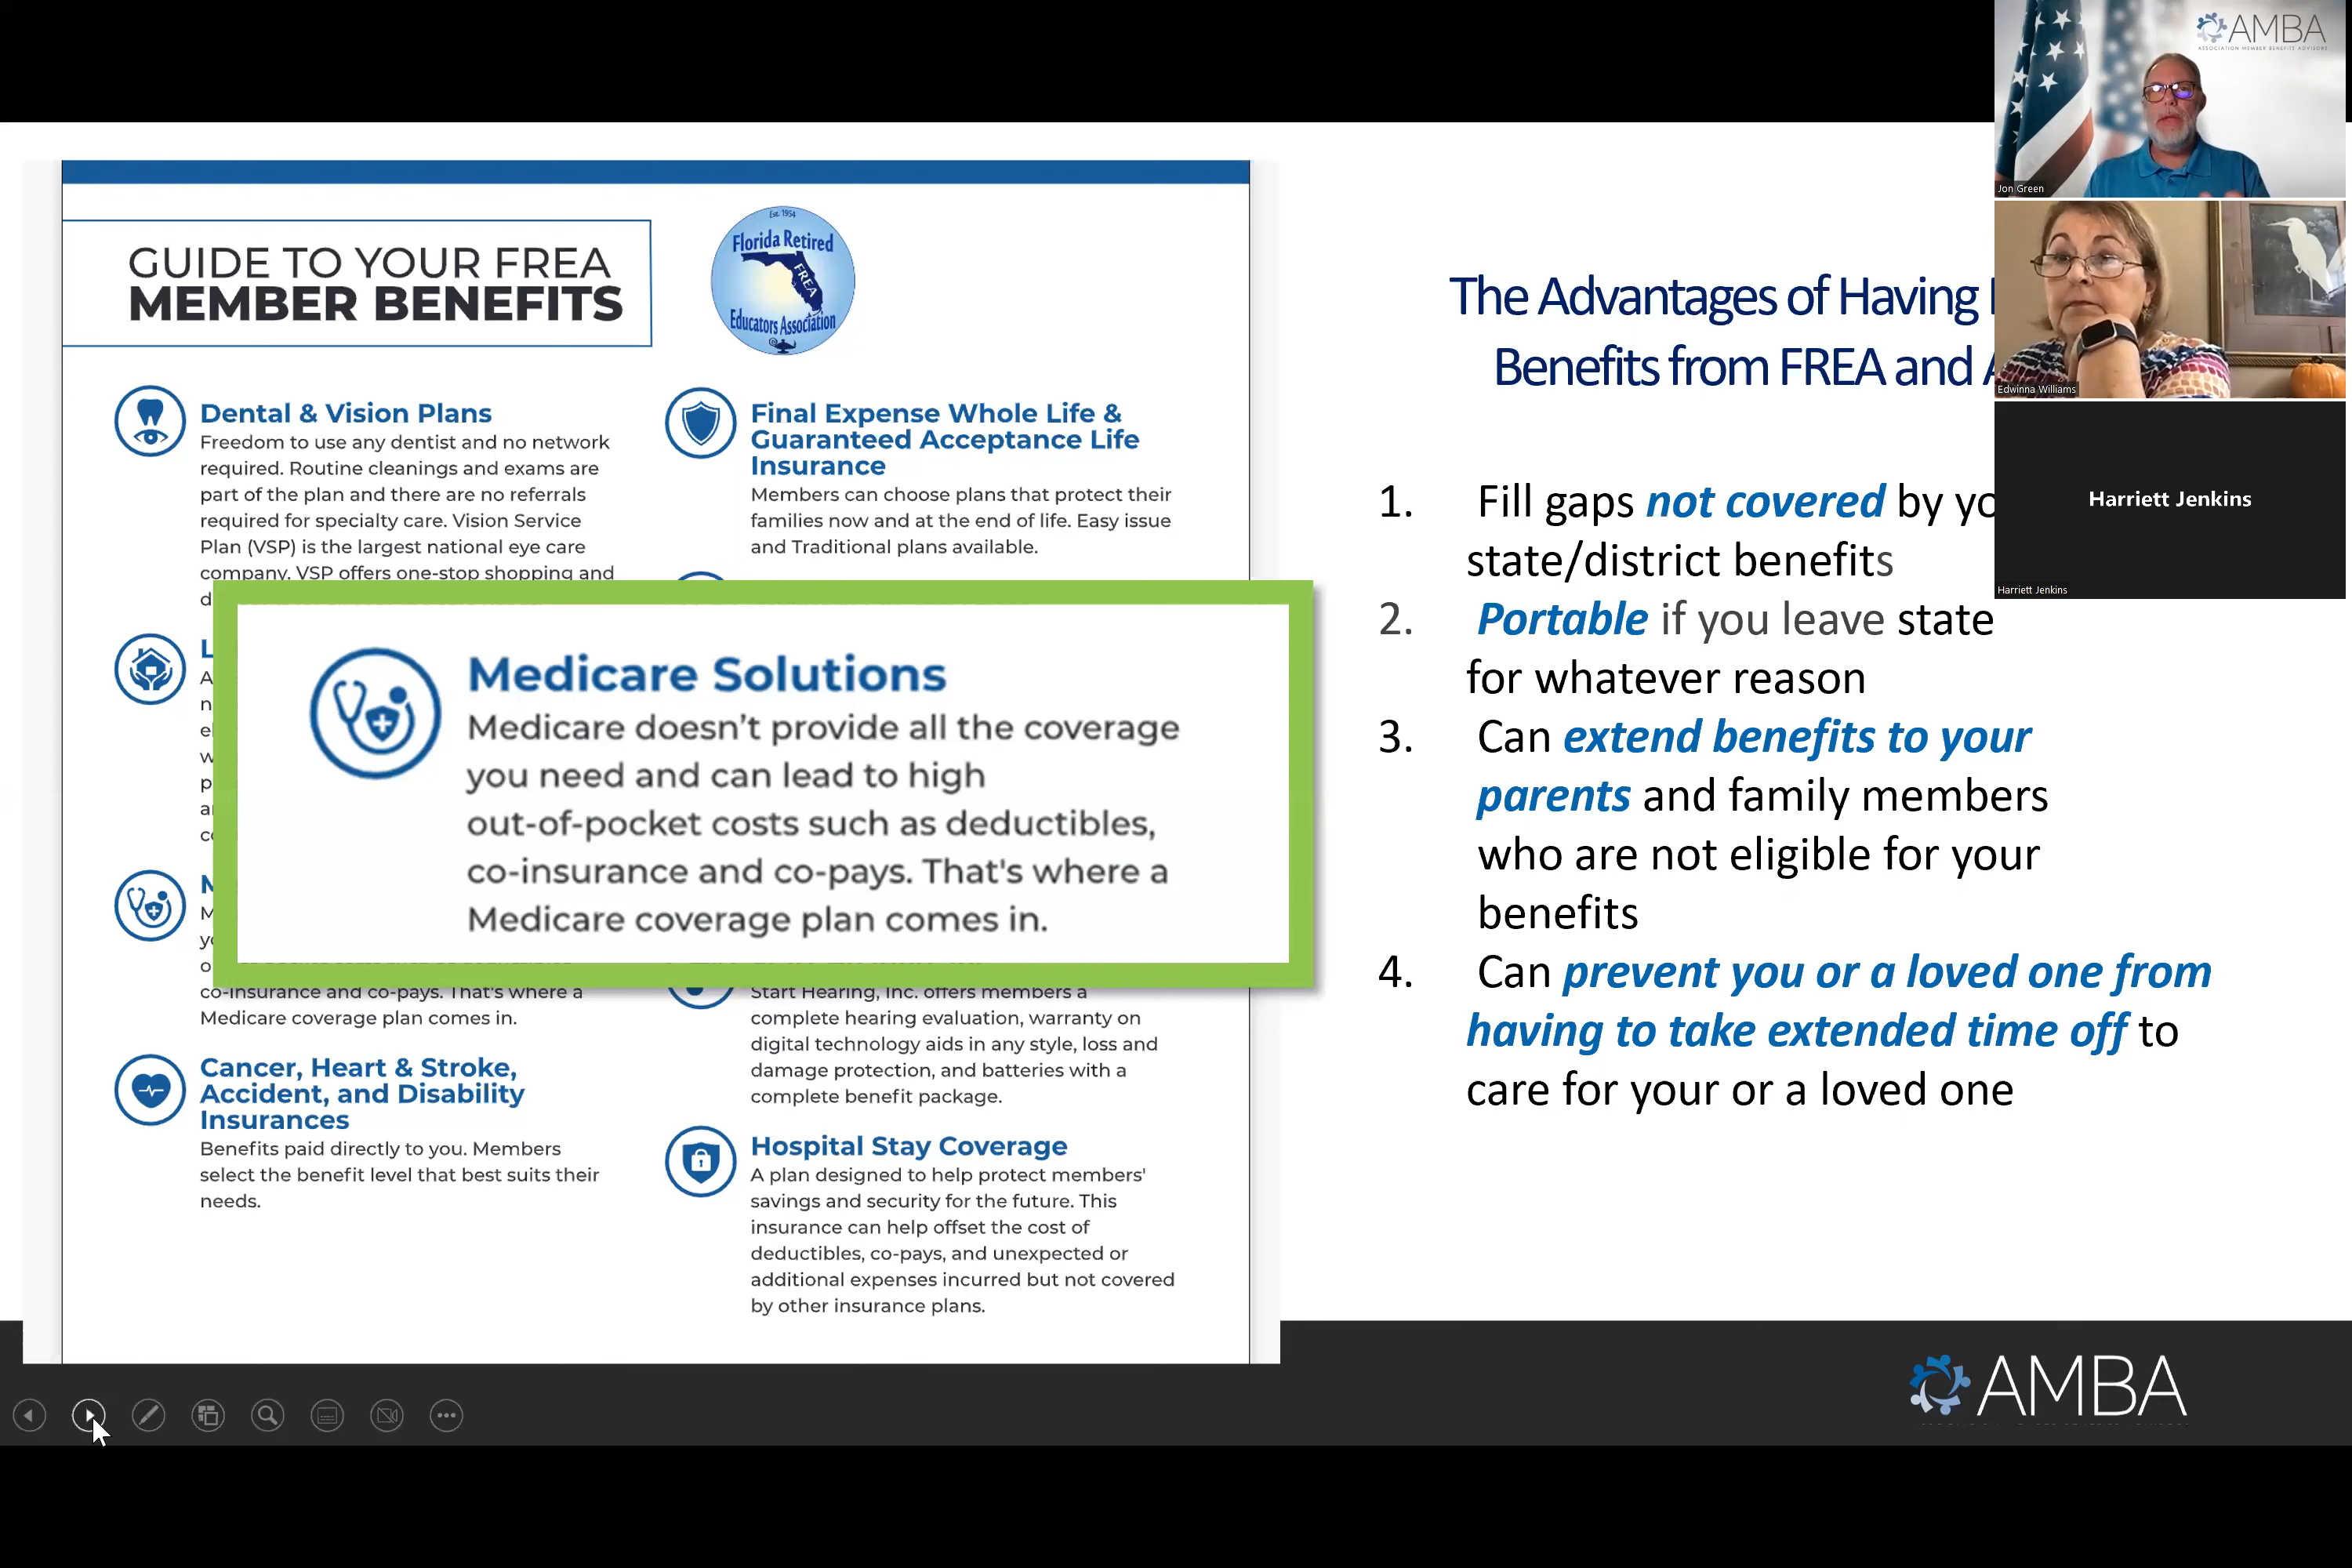 GUIDE TO YOUR FREA
MEMBER BENEFITS
Est. 1954
Florida Retired
FREA
Educators Association
Dental & Vision Plans
Freedom to use any dentist and no network
required. Routine cleanings and exams are
part of the plan and there are no referrals
required for specialty care. Vision Service
Plan (VSP) is the largest national eye care
company. VSP offers one-stop shopping and
Final Expense Whole Life &
Guaranteed Acceptance Life
Insurance
Members can choose plans that protect their
families now and at the end of life. Easy issue
and Traditional plans available.
Medicare Solutions
Medicare doesn't provide all the coverage
you need and can lead to high
out-of-pocket costs such as deductibles,
co-insurance and co-pays. That's where a
Medicare coverage plan comes in.
co-insurance and co-pays. That's where a
Medicare coverage plan comes in.
Cancer, Heart & Stroke,
Accident, and Disability
Insurances
Benefits paid directly to you. Members
select the benefit level that best suits their
needs.
Start Hearing, Inc. offers members a
complete hearing evaluation, warranty on
digital technology aids in any style, loss and
damage protection, and batteries with a
complete benefit package.
Hospital Stay Coverage
A plan designed to help protect members'
savings and security for the future. This
insurance can help offset the cost of
deductibles, co-pays, and unexpected or
additional expenses incurred but not covered
by other insurance plans.
The Advantages of Having
Benefits from FREA and
1. Fill gaps not covered by
state/district benefits
2. Portable if you leave state
for whatever reason
3. Can extend benefits to your
parents and family members
who are not eligible for your
benefits
4. Can prevent you or a loved one from
having to take extended time off to
care for your or a loved one
AMBA
AMBA
ASSOCIATION MEMBER BENEFITS ADVISORS
Jon Green
Edwinna Williams
Harriett Jenkins
Harriett Jenkins